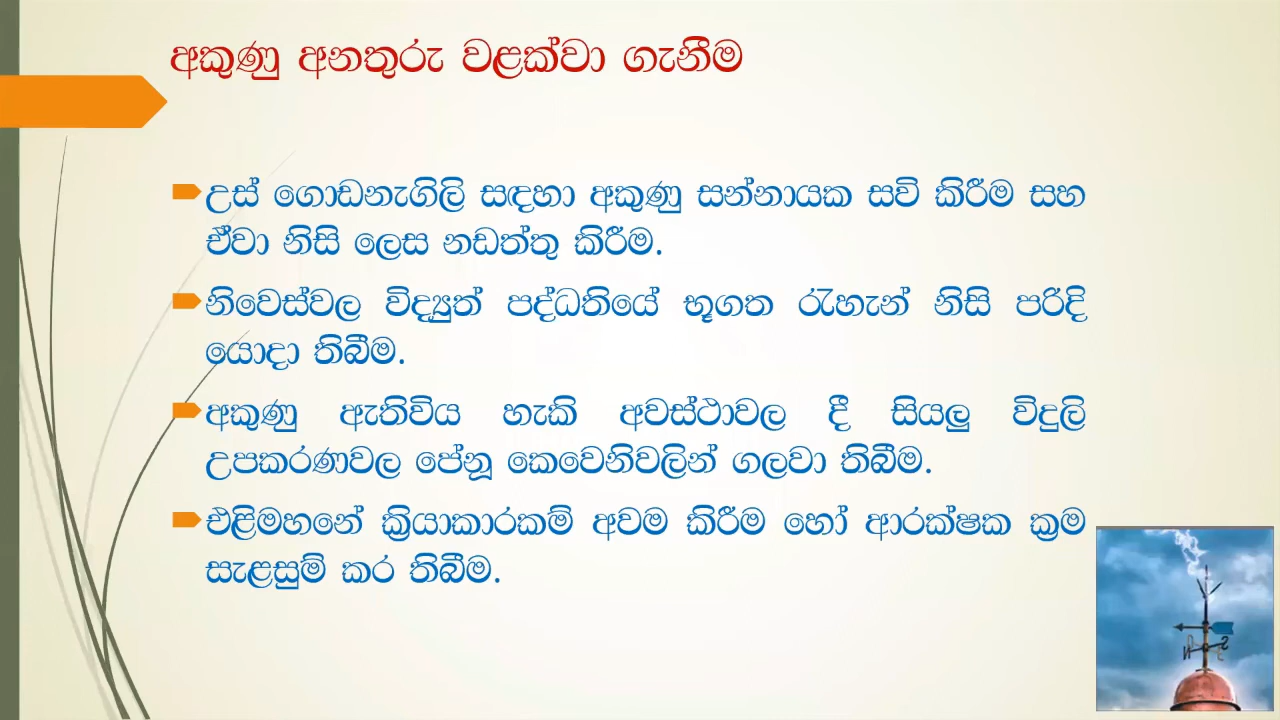 අකුණු අනතුරු වළක්වා ගැනීම
උස් ගොඩනැගිලි සඳහා අකුණු සන්නායක සවි කිරීම සහ
ඒවා නිසි ලෙස නඩත්තු කිරීම.
නිවෙස්වල විද්‍යුත් පද්ධතියේ භූගත රැහැන් නිසි පරිදි
යොදා තිබීම.
අකුණු ඇතිවිය හැකි අවස්ථාවල දී සියලු විදුලි
උපකරණවල පේනූ කෙවෙනිවලින් ගලවා තිබීම.
එළිමහනේ ක්‍රියාකාරකම් අවම කිරීම හෝ ආරක්ෂක ක්‍රම
සැළසුම් කර තිබීම.
N S